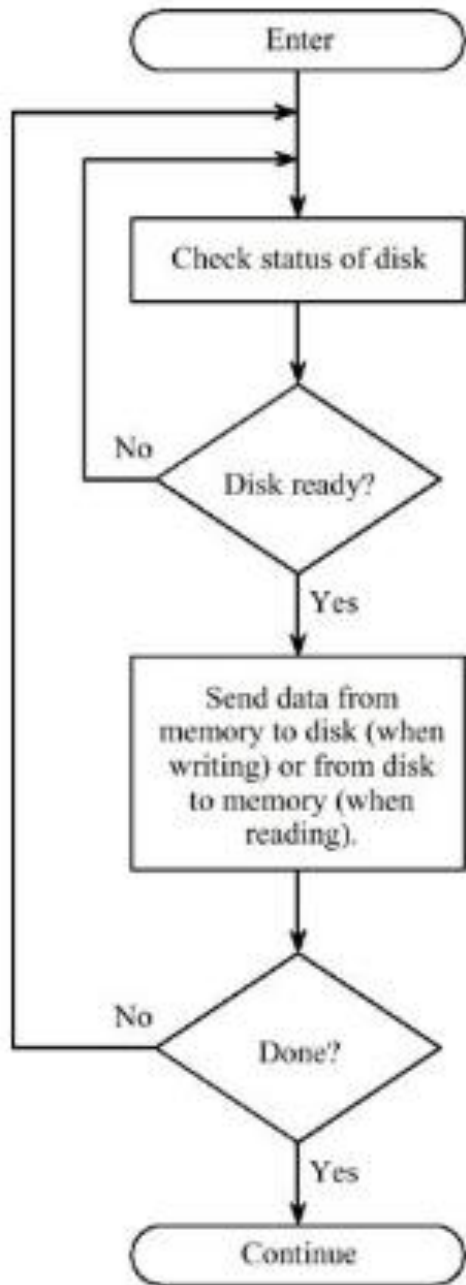 Enter
Check status of disk
No
Disk ready?
Yes
Send data from
memory to disk (when
writing) or from disk
to memory (when
reading).
No
Done?
Yes
Continue